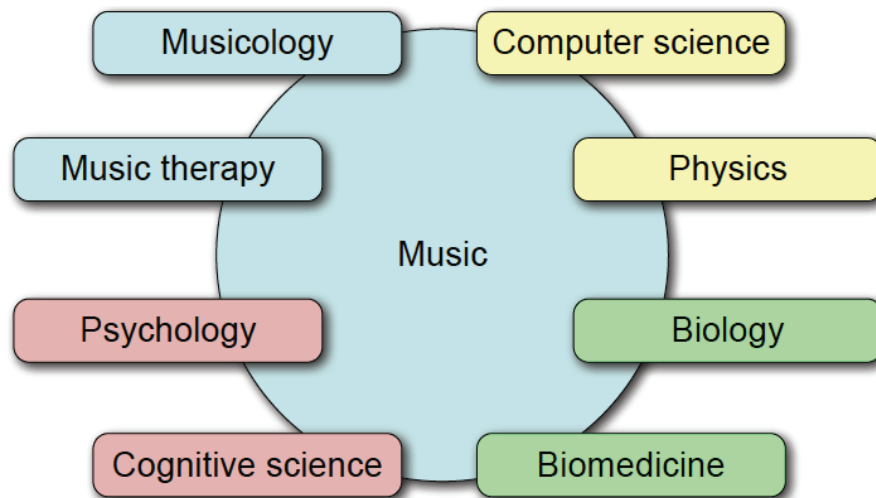 Musicology
Computer science
Music therapy
Physics
Music
Psychology
Biology
Cognitive science
Biomedicine